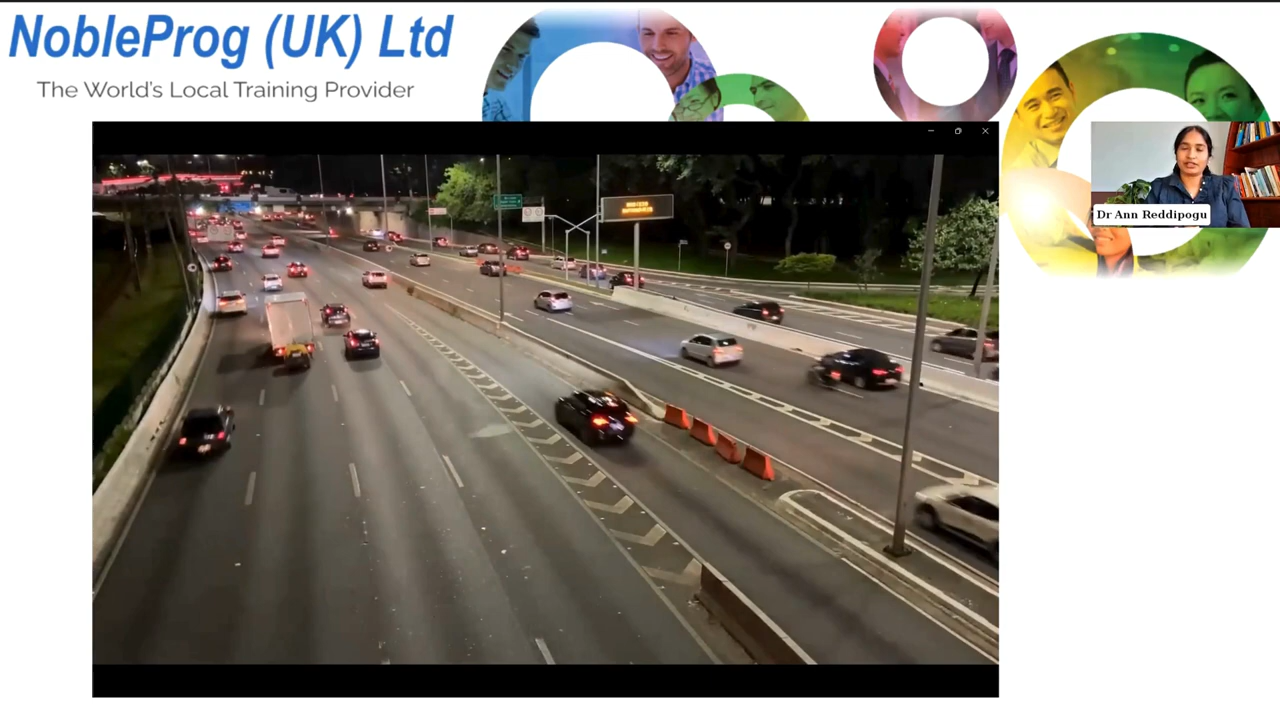 NobleProg (UK) Ltd
The World's Local Training Provider
Dr Ann Reddipogu